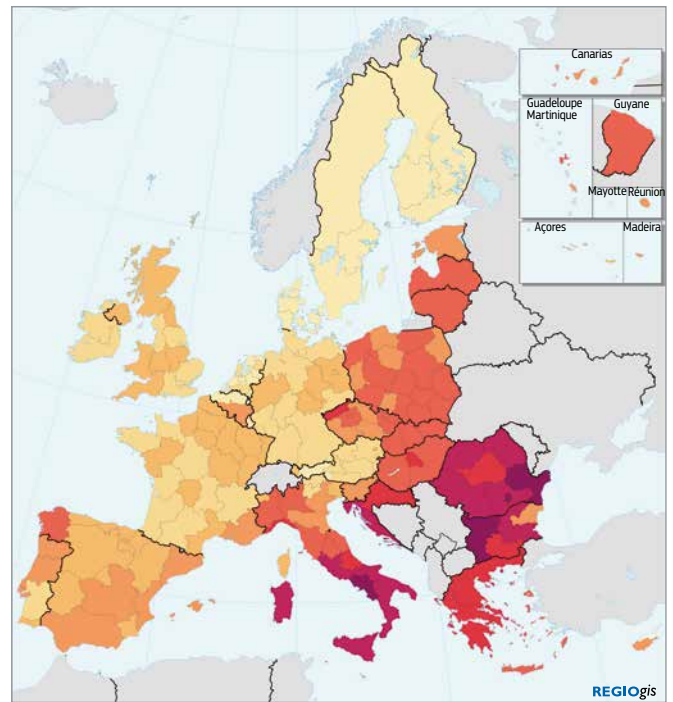 Canarias
Guadeloupe
Martinique
Guyane
Mayotte
Réunion
Açores
Madeira
REGIOgis